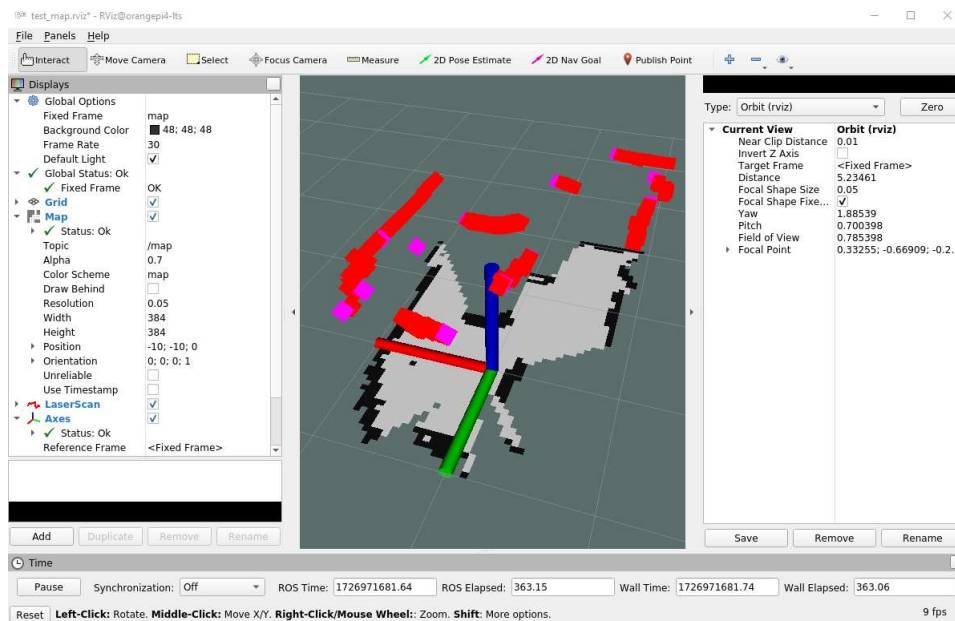 test_map.rviz* - RViz@orangepi4-lts
File Panels Help
Interact Move Camera Select Focus Camera Measure 2D Pose Estimate 2D Nav Goal Publish Point
Displays
Global Options
Fixed Frame map
Background Color 48; 48; 48
Frame Rate 30
Default Light
Global Status: Ok
Fixed Frame OK
Grid
Map
Status: Ok
Topic /map
Alpha 0.7
Color Scheme map
Draw Behind
Resolution 0.05
Width 384
Height 384
Position -10; -10; 0
Orientation 0; 0; 0; 1
Unreliable
Use Timestamp
LaserScan
Axes
Status: Ok
Reference Frame <Fixed Frame>
Add Duplicate Remove Rename
Type: Orbit (rviz) Zero
Current View Orbit (rviz)
Near Clip Distance 0.01
Invert Z Axis
Target Frame <Fixed Frame>
Distance 5.23461
Focal Shape Size 0.05
Focal Shape Fixe...
Yaw 1.88539
Pitch 0.700398
Field of View 0.785398
Focal Point 0.33255; -0.66909; -0.2.
Save Remove Rename
Time
Pause Synchronization: Off ROS Time: 1726971681.64 ROS Elapsed: 363.15 Wall Time: 1726971681.74 Wall Elapsed: 363.06
Reset Left-Click: Rotate. Middle-Click: Move X/Y. Right-Click/Mouse Wheel:: Zoom. Shift: More options. 9 fps